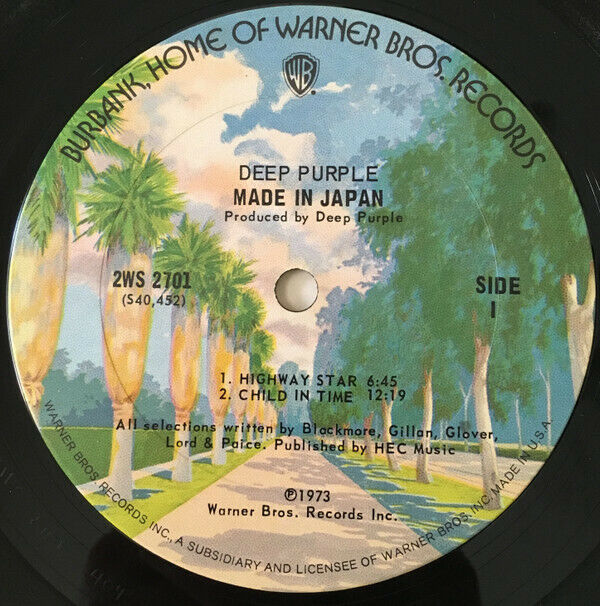 BURBANK, HOME OF WARNER BROS. RECORDS
WB
DEEP PURPLE
MADE IN JAPAN
Produced by Deep Purple
2WS 2701
(S40,452)
SIDE
1
1. HIGHWAY STAR 6:45
2. CHILD IN TIME 12:19
All selections written by Blackmore, Gillan, Glover,
Lord & Paice. Published by HEC Music
℗1973
Warner Bros. Records Inc.
WARNER BROS. RECORDS INC., A SUBSIDIARY AND LICENSEE OF WARNER BROS. INC. MADE IN U.S.A.